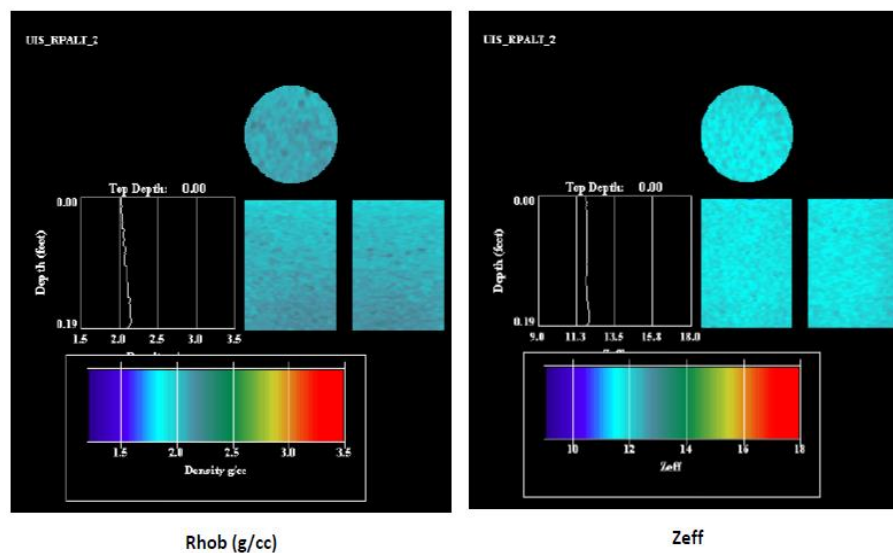 UIS_RPALT_2
Top Depth: 0.00
0.00
Depth (feet)
0.19
1.5 2.0 2.5 3.0 3.5
1.5 2.0 2.5 3.0 3.5
Density g/cc
Rhob (g/cc)
UIS_RPALT_2
Top Depth: 0.00
0.00
Depth (feet)
0.19
9.0 11.3 13.5 15.8 18.0
10 12 14 16 18
Zeff
Zeff